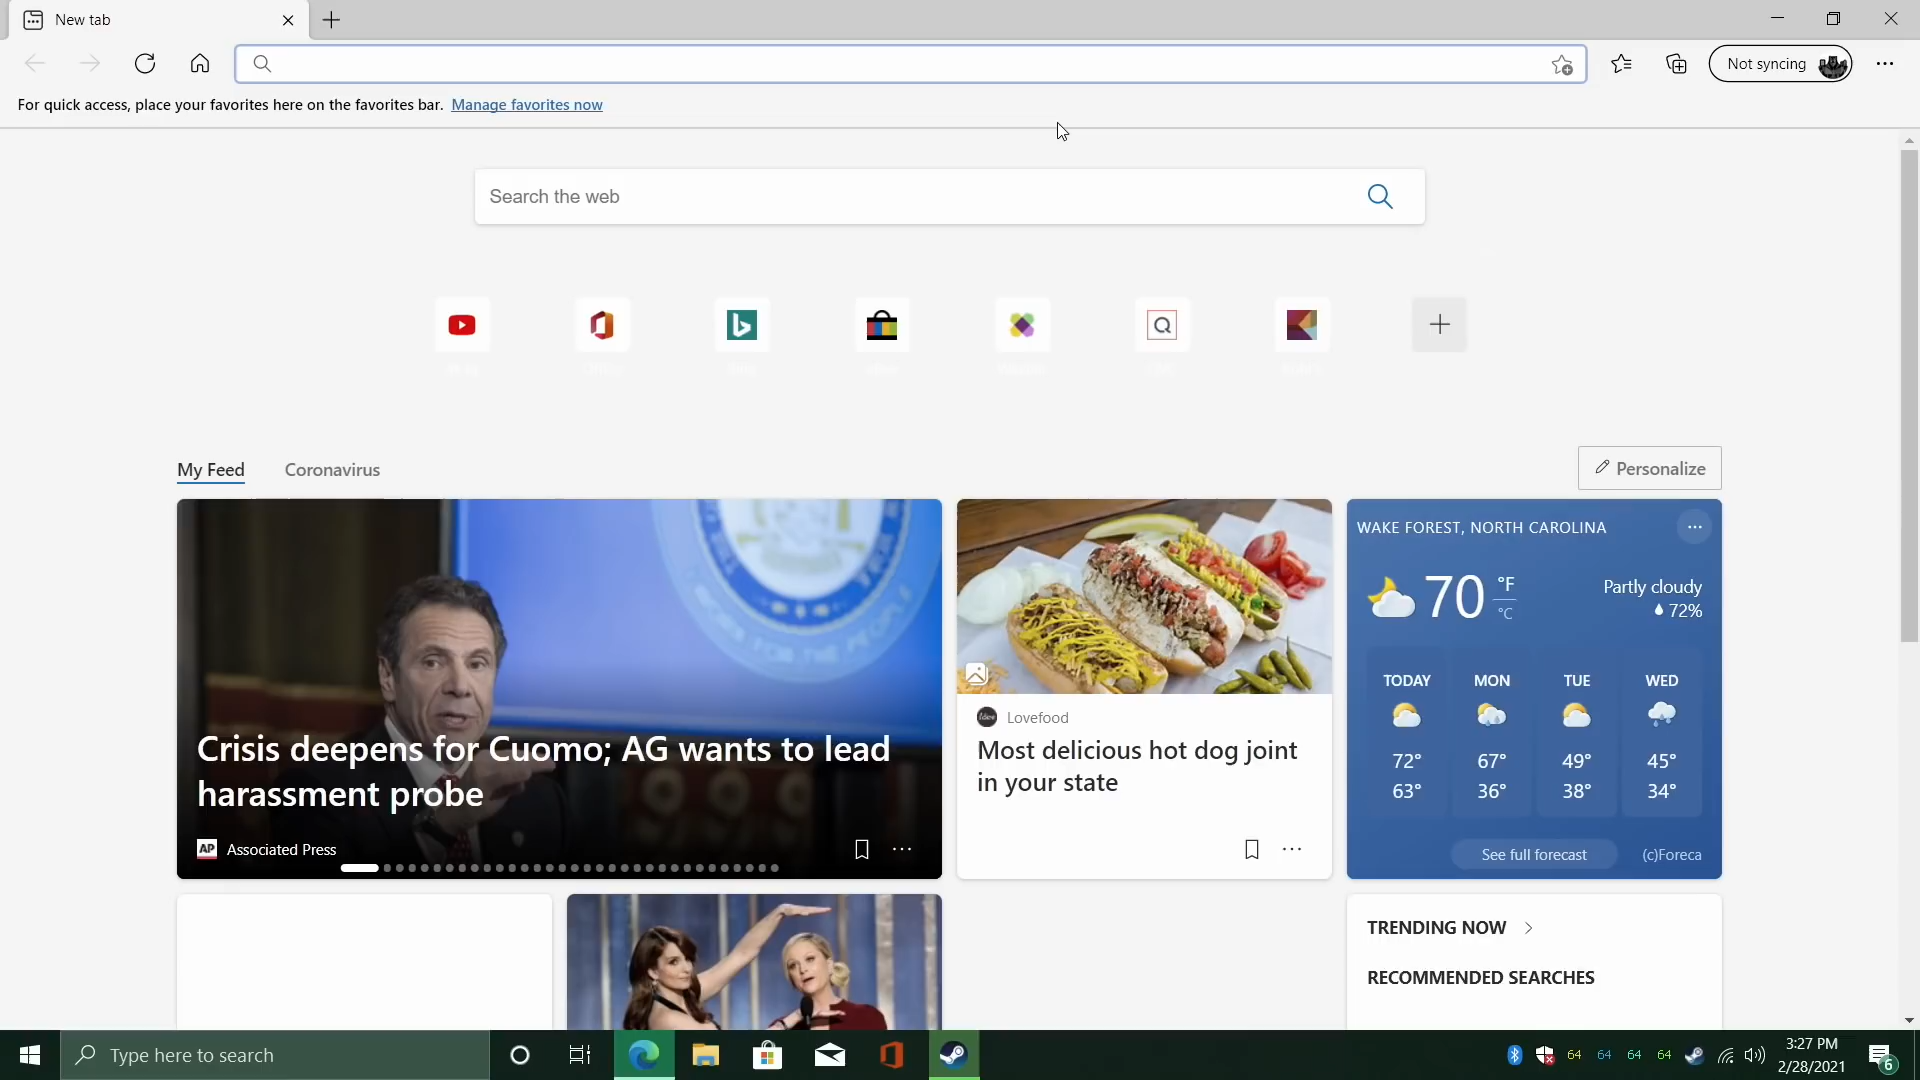 New tab
Not syncing
For quick access, place your favorites here on the favorites bar. Manage favorites now
Search the web
My Feed
Coronavirus
Personalize
Crisis deepens for Cuomo; AG wants to lead
harassment probe
AP Associated Press
Lovefood
Most delicious hot dog joint
in your state
WAKE FOREST, NORTH CAROLINA
70 °F
°C
Partly cloudy
72%
TODAY MON TUE WED
72° 67° 49° 45°
63° 36° 38° 34°
See full forecast
(c)Foreca
TRENDING NOW
RECOMMENDED SEARCHES
Type here to search
64 64 64 64
3:27 PM
2/28/2021
6